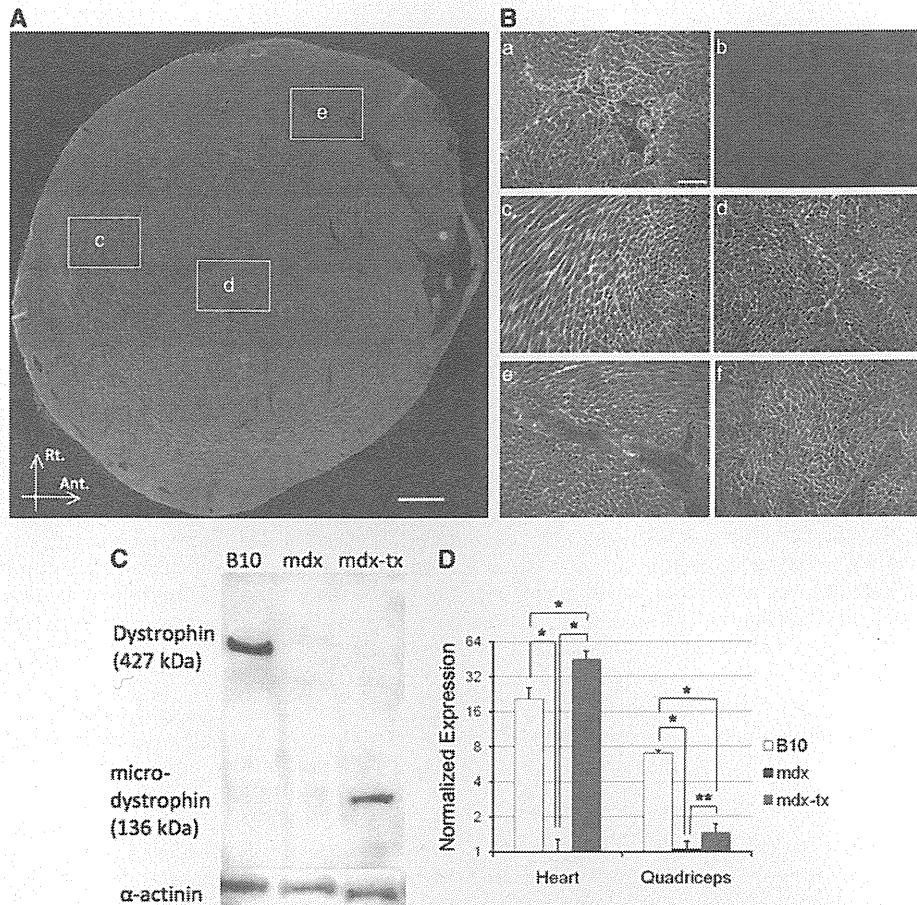 A
B
e
c
d
Rt.
Ant.
a
b
c
d
e
f
C
B10 mdx mdx-tx
Dystrophin
(427 kDa)
micro-
dystrophin
(136 kDa)
α-actinin
D
Normalized Expression
64
32
16
8
4
2
1
*
*
*
*
*
**
Heart
Quadriceps
B10
mdx
mdx-tx